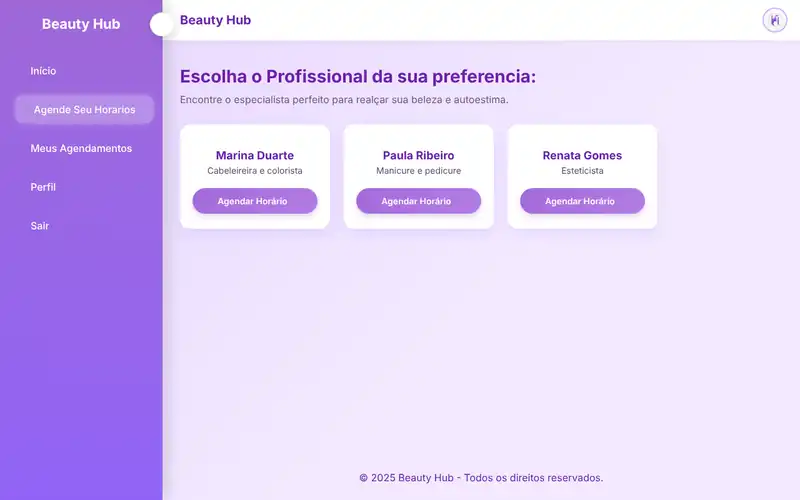 Beauty Hub
Início
Agende Seu Horarios
Meus Agendamentos
Perfil
Sair
Beauty Hub
Escolha o Profissional da sua preferencia:
Encontre o especialista perfeito para realçar sua beleza e autoestima.
Marina Duarte
Cabeleireira e colorista
Agendar Horário
Paula Ribeiro
Manicure e pedicure
Agendar Horário
Renata Gomes
Esteticista
Agendar Horário
© 2025 Beauty Hub - Todos os direitos reservados.